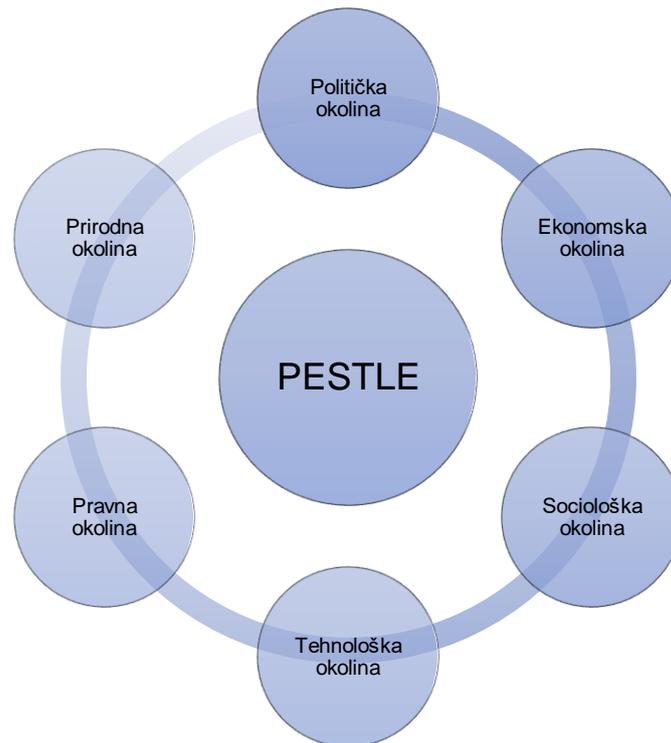 Politička
okolina
Ekonomska
okolina
Sociološka
okolina
Tehnološka
okolina
Pravna
okolina
Prirodna
okolina
PESTLE